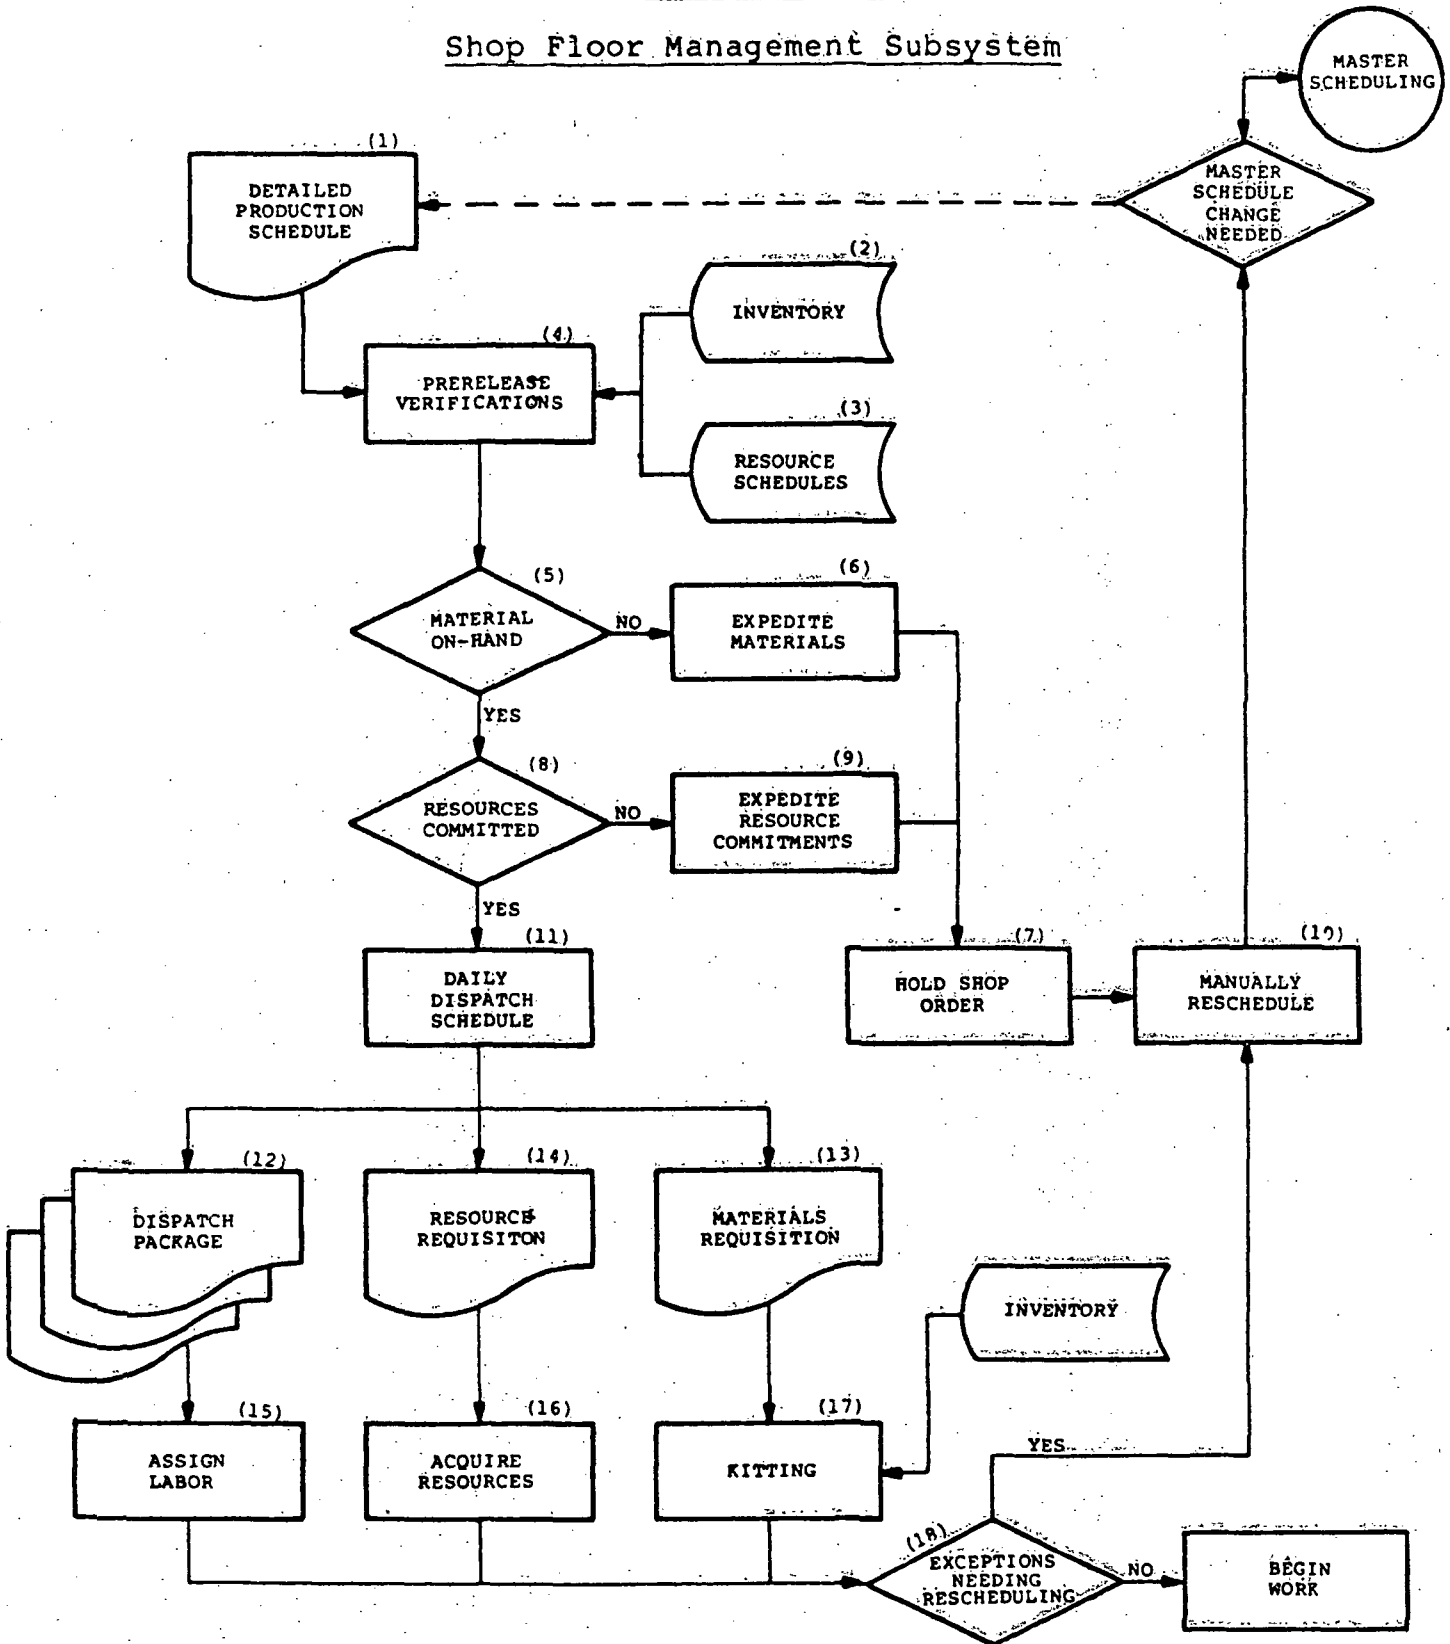 Shop Floor Management Subsystem
MASTER
SCHEDULING
(1)
DETAILED
PRODUCTION
SCHEDULE
MASTER
SCHEDULE
CHANGE
NEEDED
(2)
INVENTORY
(4)
PRERELEASE
VERIFICATIONS
(3)
RESOURCE
SCHEDULES
(5)
MATERIAL
ON-HAND
NO
(6)
EXPEDITE
MATERIALS
YES
(8)
RESOURCES
COMMITTED
NO
(9)
EXPEDITE
RESOURCE
COMMITMENTS
YES
(11)
DAILY
DISPATCH
SCHEDULE
(7)
HOLD SHOP
ORDER
(10)
MANUALLY
RESCHEDULE
(12)
DISPATCH
PACKAGE
(14)
RESOURCES
REQUISITON
(13)
MATERIALS
REQUISITION
INVENTORY
(15)
ASSIGN
LABOR
(16)
ACQUIRE
RESOURCES
(17)
KITTING
YES
(18)
EXCEPTIONS
NEEDING
RESCHEDULING
NO
BEGIN
WORK